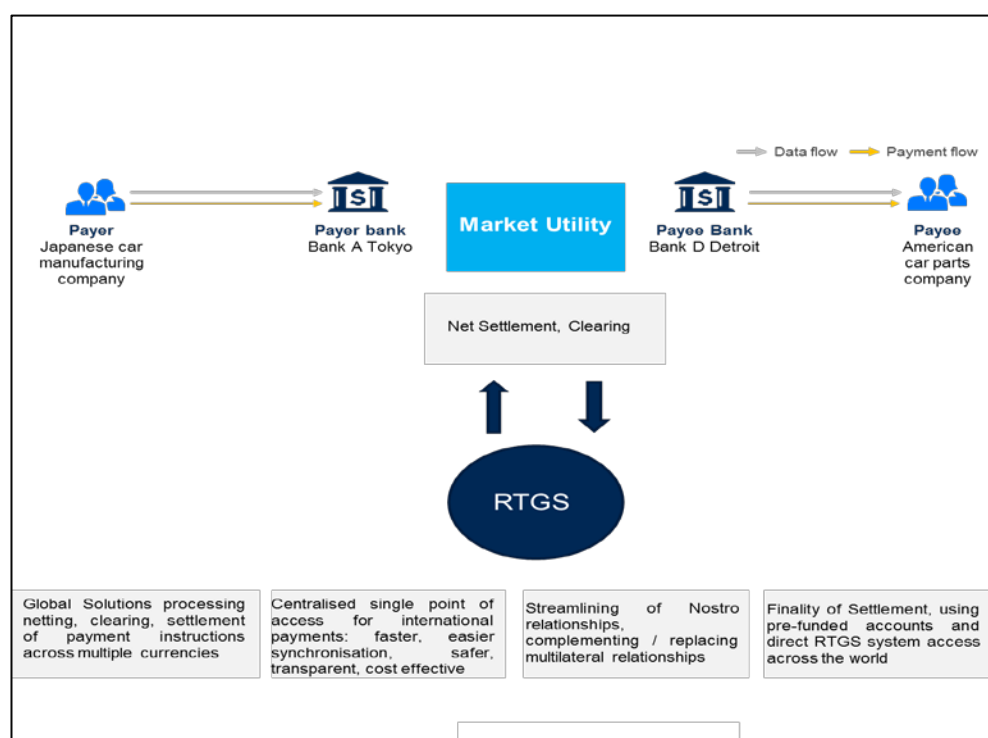 Data flow
Payment flow
Payer
Japanese car
manufacturing
company
Payer bank
Bank A Tokyo
Market Utility
Payee Bank
Bank D Detroit
Payee
American
car parts
company
Net Settlement, Clearing
RTGS
Global Solutions processing
netting, clearing, settlement
of payment instructions
across multiple currencies
Centralised single point of
access for international
payments: faster, easier
synchronisation, safer,
transparent, cost effective
Streamlining of Nostro
relationships,
complementing / replacing
multilateral relationships
Finality of Settlement, using
pre-funded accounts and
direct RTGS system access
across the world